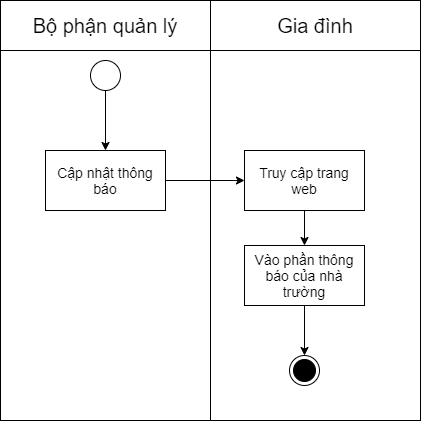 Bộ phận quản lý
Gia đình
Cập nhật thông
báo
Truy cập trang
web
Vào phần thông
báo của nhà
trường